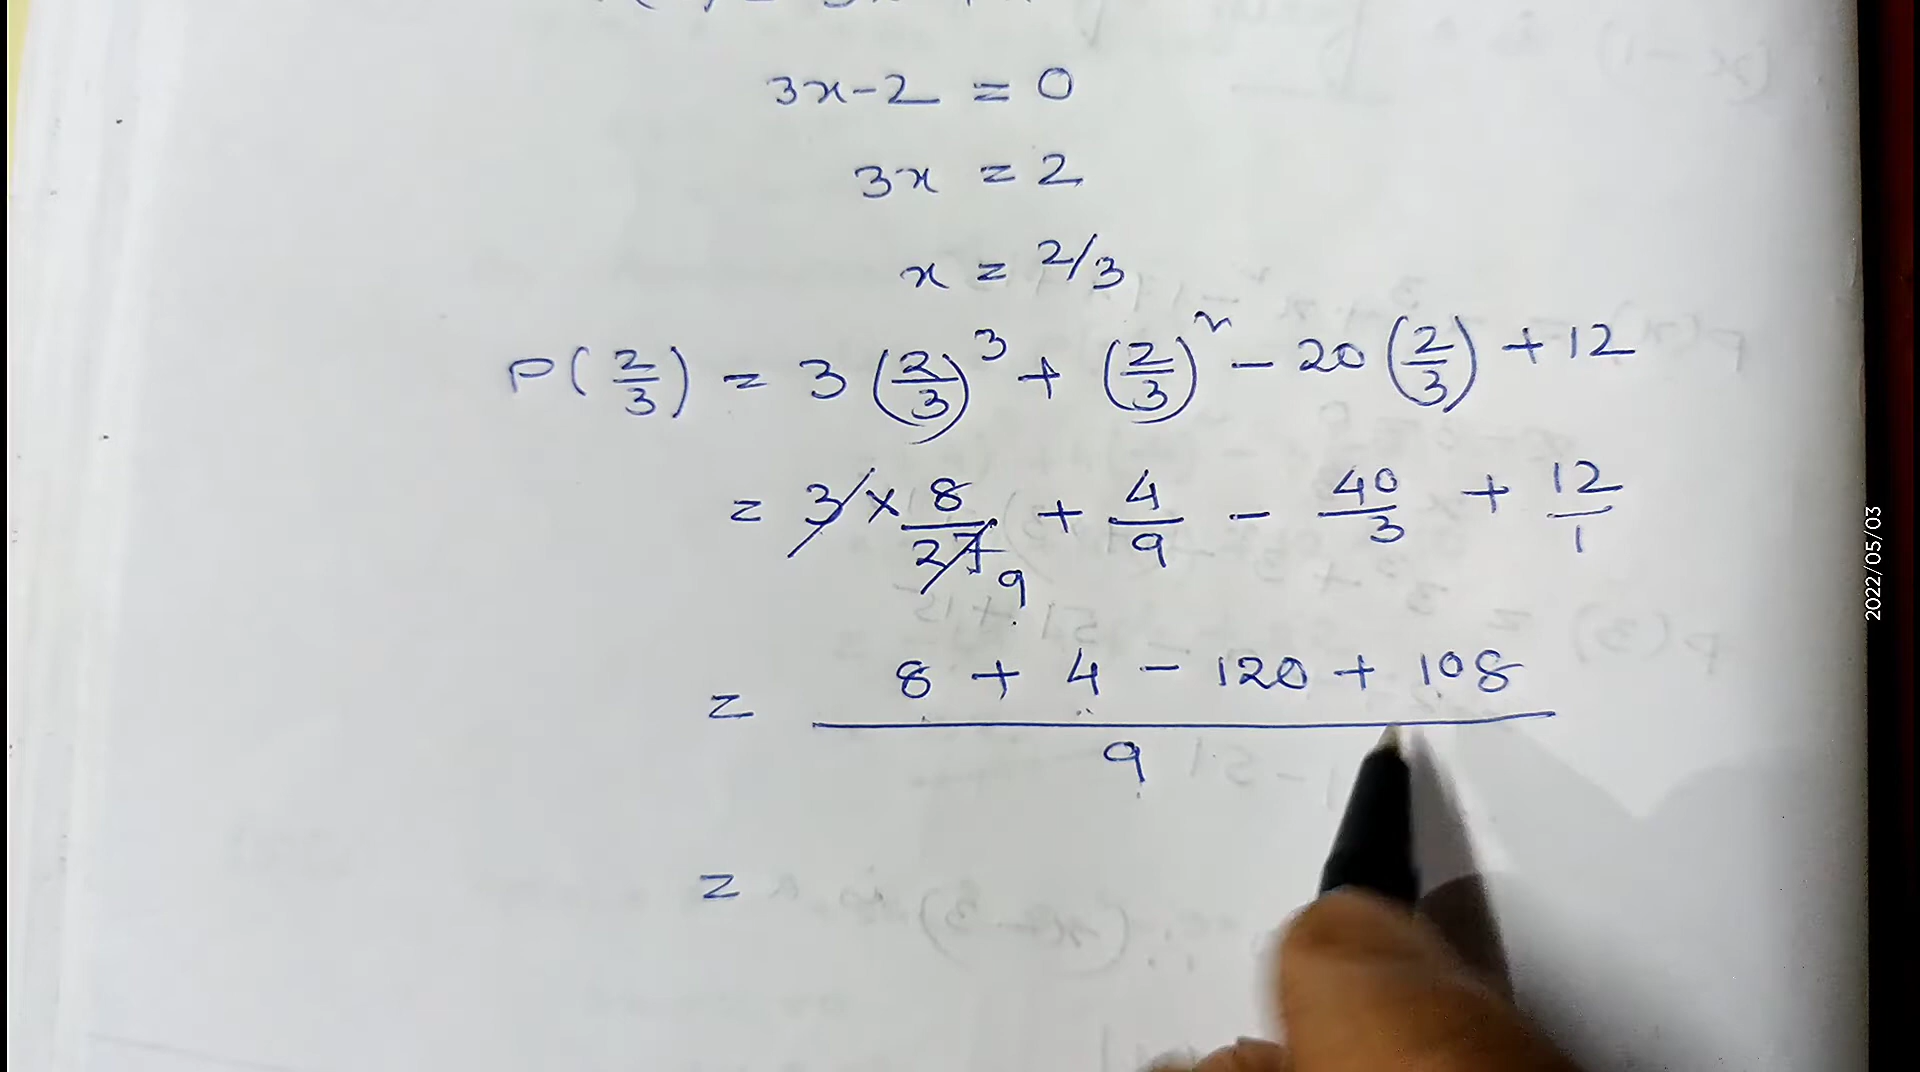 3x-2 = 0
3x = 2
x = 2/3
P(2/3) = 3(2/3)³ + (2/3)² - 20(2/3) + 12
= 3 × 8/27 9 + 4/9 - 40/3 + 12/1
= 8 + 4 - 120 + 108 / 9
=
2022/05/03